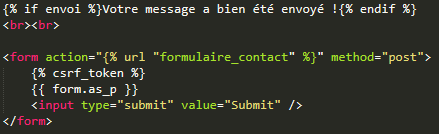 {% if envoi %}Votre message a bien été envoyé !{% endif %}
<br><br>
<form action="{% url "formulaire_contact" %}" method="post">
{% csrf_token %}
{{ form.as_p }}
<input type="submit" value="Submit" />
</form>